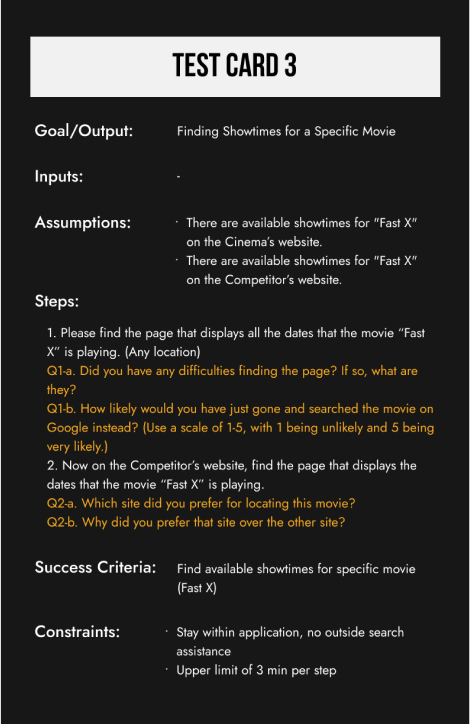 TEST CARD 3
Goal/Output: Finding Showtimes for a Specific Movie
Inputs: -
Assumptions: · There are available showtimes for "Fast X"
on the Cinema's website.
· There are available showtimes for "Fast X"
on the Competitor's website.
Steps:
1. Please find the page that displays all the dates that the movie “Fast
X” is playing. (Any location)
Q1-a. Did you have any difficulties finding the page? If so, what are
they?
Q1-b. How likely would you have just gone and searched the movie on
Google instead? (Use a scale of 1-5, with 1 being unlikely and 5 being
very likely.)
2. Now on the Competitor’s website, find the page that displays the
dates that the movie “Fast X” is playing.
Q2-a. Which site did you prefer for locating this movie?
Q2-b. Why did you prefer that site over the other site?
Success Criteria: Find available showtimes for specific movie
(Fast X)
Constraints: · Stay within application, no outside search
assistance
· Upper limit of 3 min per step